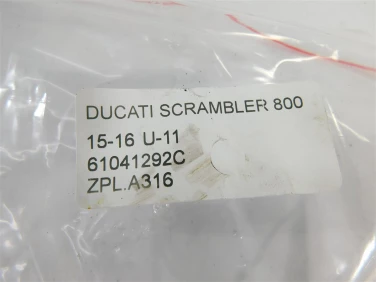 DUCATI SCRAMBLER 800
15-16 U-11
61041292C
ZPL.A316